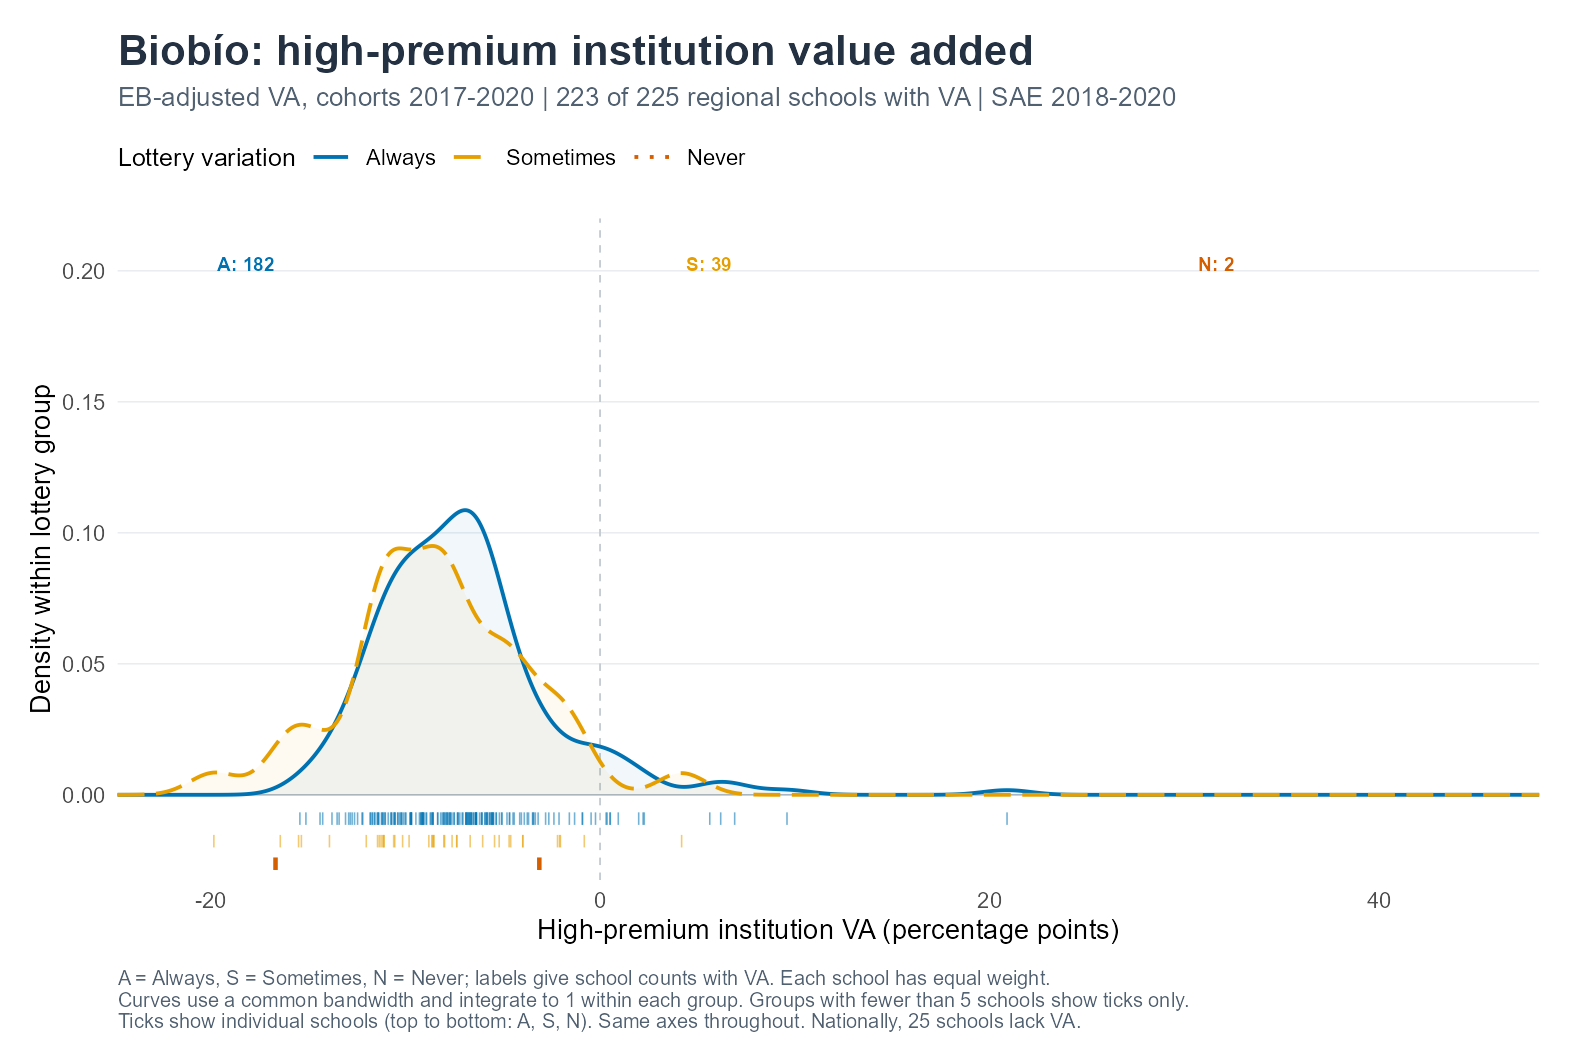 Biobío: high-premium institution value added
EB-adjusted VA, cohorts 2017-2020 | 223 of 225 regional schools with VA | SAE 2018-2020
Lottery variation Always Sometimes Never
A: 182 S: 39 N: 2
0.20
0.15
0.10
0.05
0.00
Density within lottery group
-20 0 20 40
High-premium institution VA (percentage points)
A = Always, S = Sometimes, N = Never; labels give school counts with VA. Each school has equal weight.
Curves use a common bandwidth and integrate to 1 within each group. Groups with fewer than 5 schools show ticks only.
Ticks show individual schools (top to bottom: A, S, N). Same axes throughout. Nationally, 25 schools lack VA.